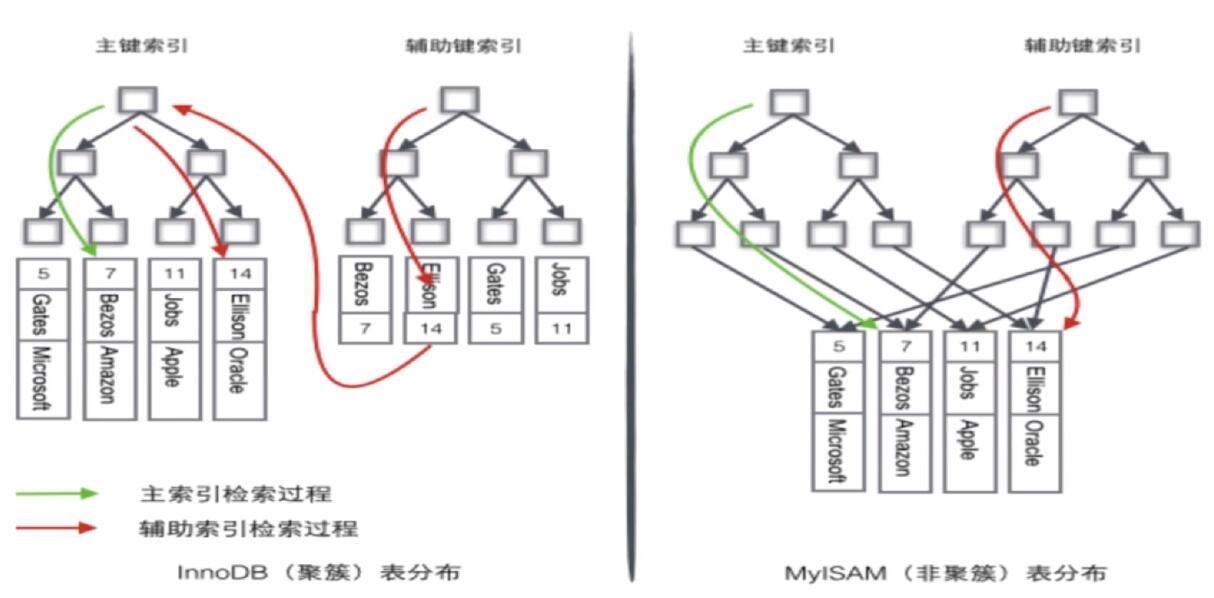 主键索引
辅助键索引
5
Gates
Microsoft
7
Bezos
Amazon
11
Jobs
Apple
14
Ellison
Oracle
Bezos
7
Ellison
14
Gates
5
Jobs
11
主索引检索过程
辅助索引检索过程
InnoDB（聚簇）表分布
主键索引
辅助键索引
5
Gates
Microsoft
7
Bezos
Amazon
11
Jobs
Apple
14
Ellison
Oracle
MyISAM（非聚簇）表分布